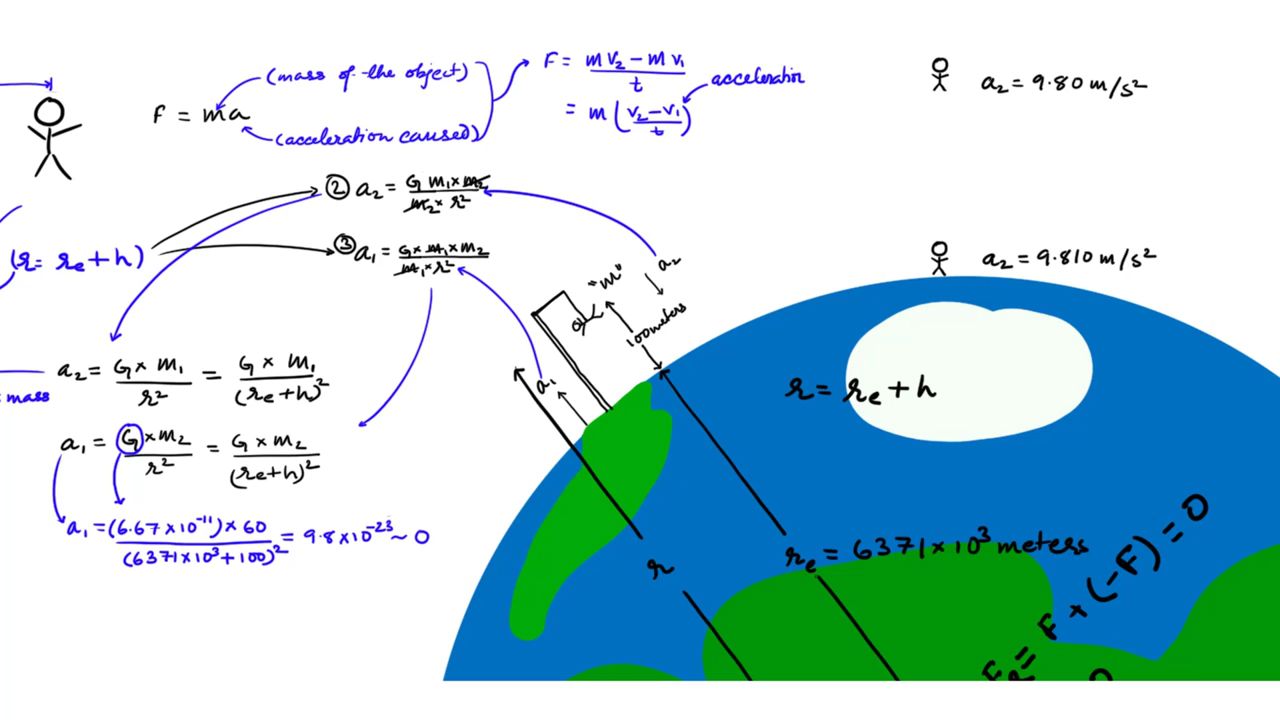 (mass of the object)
F = ma
(acceleration caused)
F = (mv₂ − mv₁)/t
= m((v₂ − v₁)/t)
acceleration
a₂ = 9.80 m/s²
② a₂ = (G m₁ × m₂)/(m₂ × r²)
③ a₁ = (G × m₁ × m₂)/(m₁ × r²)
(r = re + h)
a₂ = 9.810 m/s²
a₂
"m"
100meters
a₁
a₂ = (G × m₁)/r² = (G × m₁)/(re + h)²
mass
a₁ = (G × m₂)/r² = (G × m₂)/(re + h)²
a₁ = ((6.67 × 10⁻¹¹) × 60)/(6371 × 10³ + 100)² = 9.8 × 10⁻²³ ~ 0
r = re + h
r
re = 6371 × 10³ meters
F + (−F) = 0